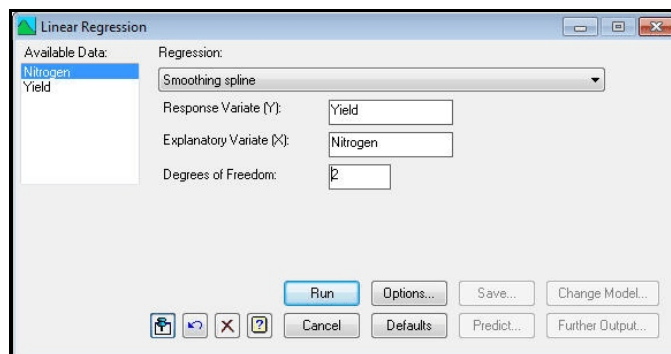 Linear Regression
Available Data:
Nitrogen
Yield
Regression:
Smoothing spline
Response Variate (Y):
Yield
Explanatory Variate (X):
Nitrogen
Degrees of Freedom:
2
Run
Options...
Save...
Change Model...
Cancel
Defaults
Predict...
Further Output...